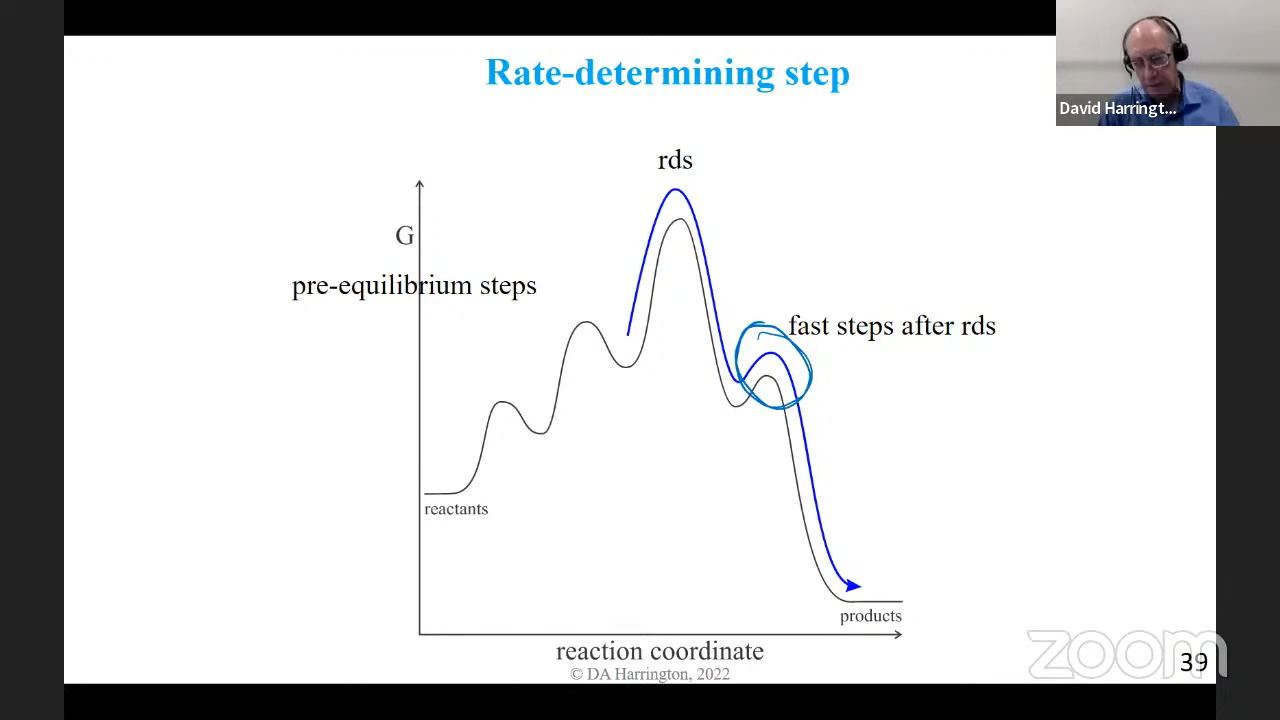 Rate-determining step
David Harringt...
rds
G
pre-equilibrium steps
fast steps after rds
reactants
products
reaction coordinate
© DA Harrington, 2022
zoom
39